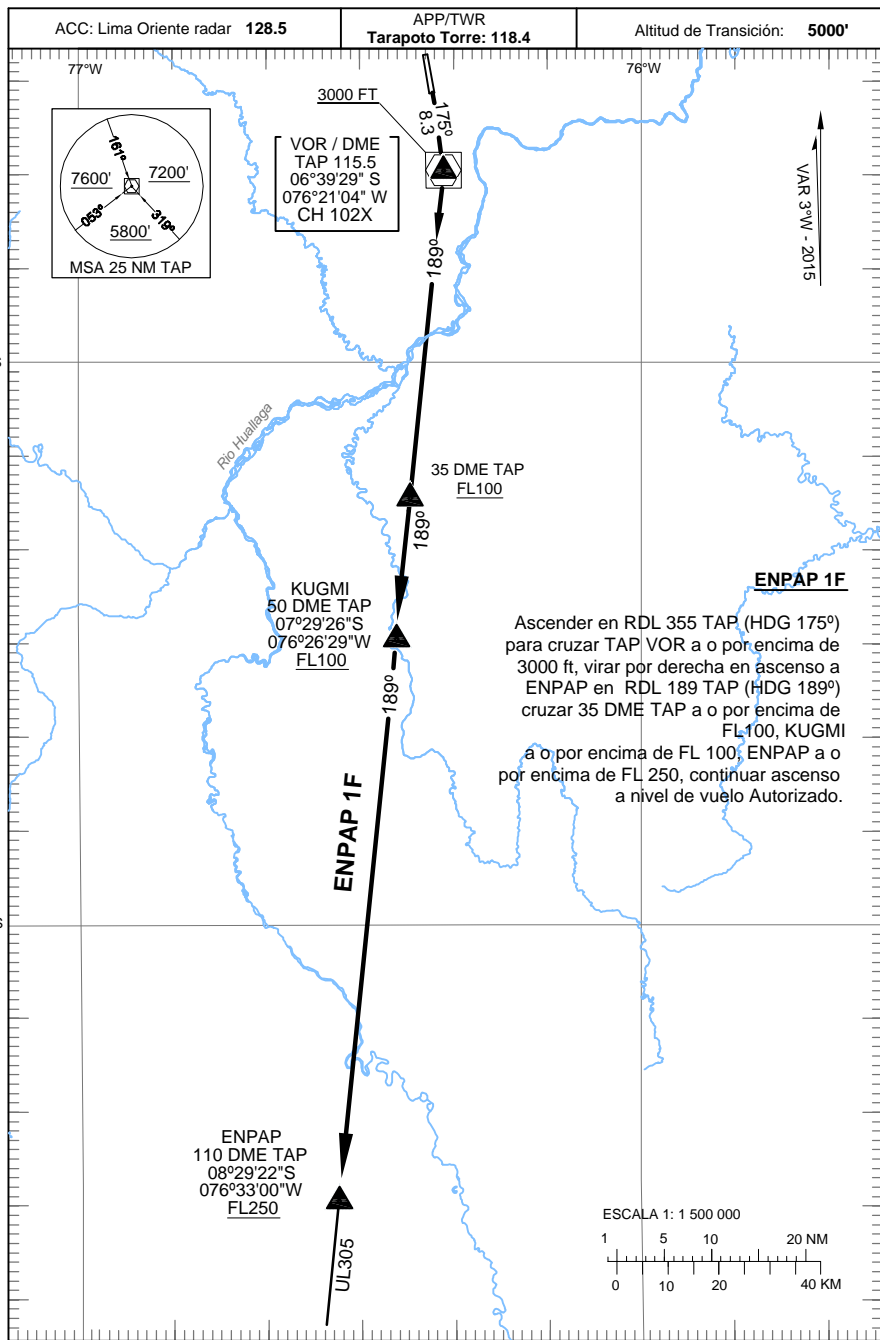 ACC: Lima Oriente radar 128.5
APP/TWR
Tarapoto Torre: 118.4
Altitud de Transición: 5000'
77°W
76°W
3000 FT
175°
8.3
VOR / DME
TAP 115.5
06°39'29" S
076°21'04" W
CH 102X
161°
7600'
7200'
053°
319°
5800'
MSA 25 NM TAP
VAR 3°W - 2015
189º
Rio Huallaga
35 DME TAP
FL100
189º
KUGMI
50 DME TAP
07º29'26"S
076º26'29"W
FL100
189º
ENPAP 1F
ENPAP 1F
Ascender en RDL 355 TAP (HDG 175º)
para cruzar TAP VOR a o por encima de
3000 ft, virar por derecha en ascenso a
ENPAP en RDL 189 TAP (HDG 189º)
cruzar 35 DME TAP a o por encima de
FL100, KUGMI
a o por encima de FL 100, ENPAP a o
por encima de FL 250, continuar ascenso
a nivel de vuelo Autorizado.
ENPAP
110 DME TAP
08º29'22"S
076º33'00"W
FL250
UL305
ESCALA 1: 1 500 000
1 5 10 20 NM
0 10 20 40 KM